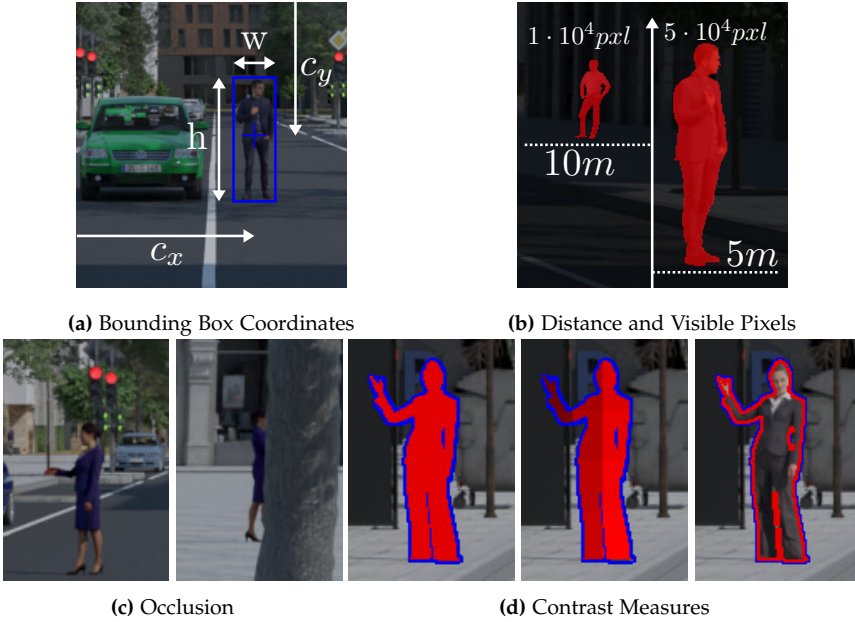 w
c_y
h
c_x
(a) Bounding Box Coordinates
1 · 10^4 pxl
5 · 10^4 pxl
10m
5m
(b) Distance and Visible Pixels
(c) Occlusion
(d) Contrast Measures